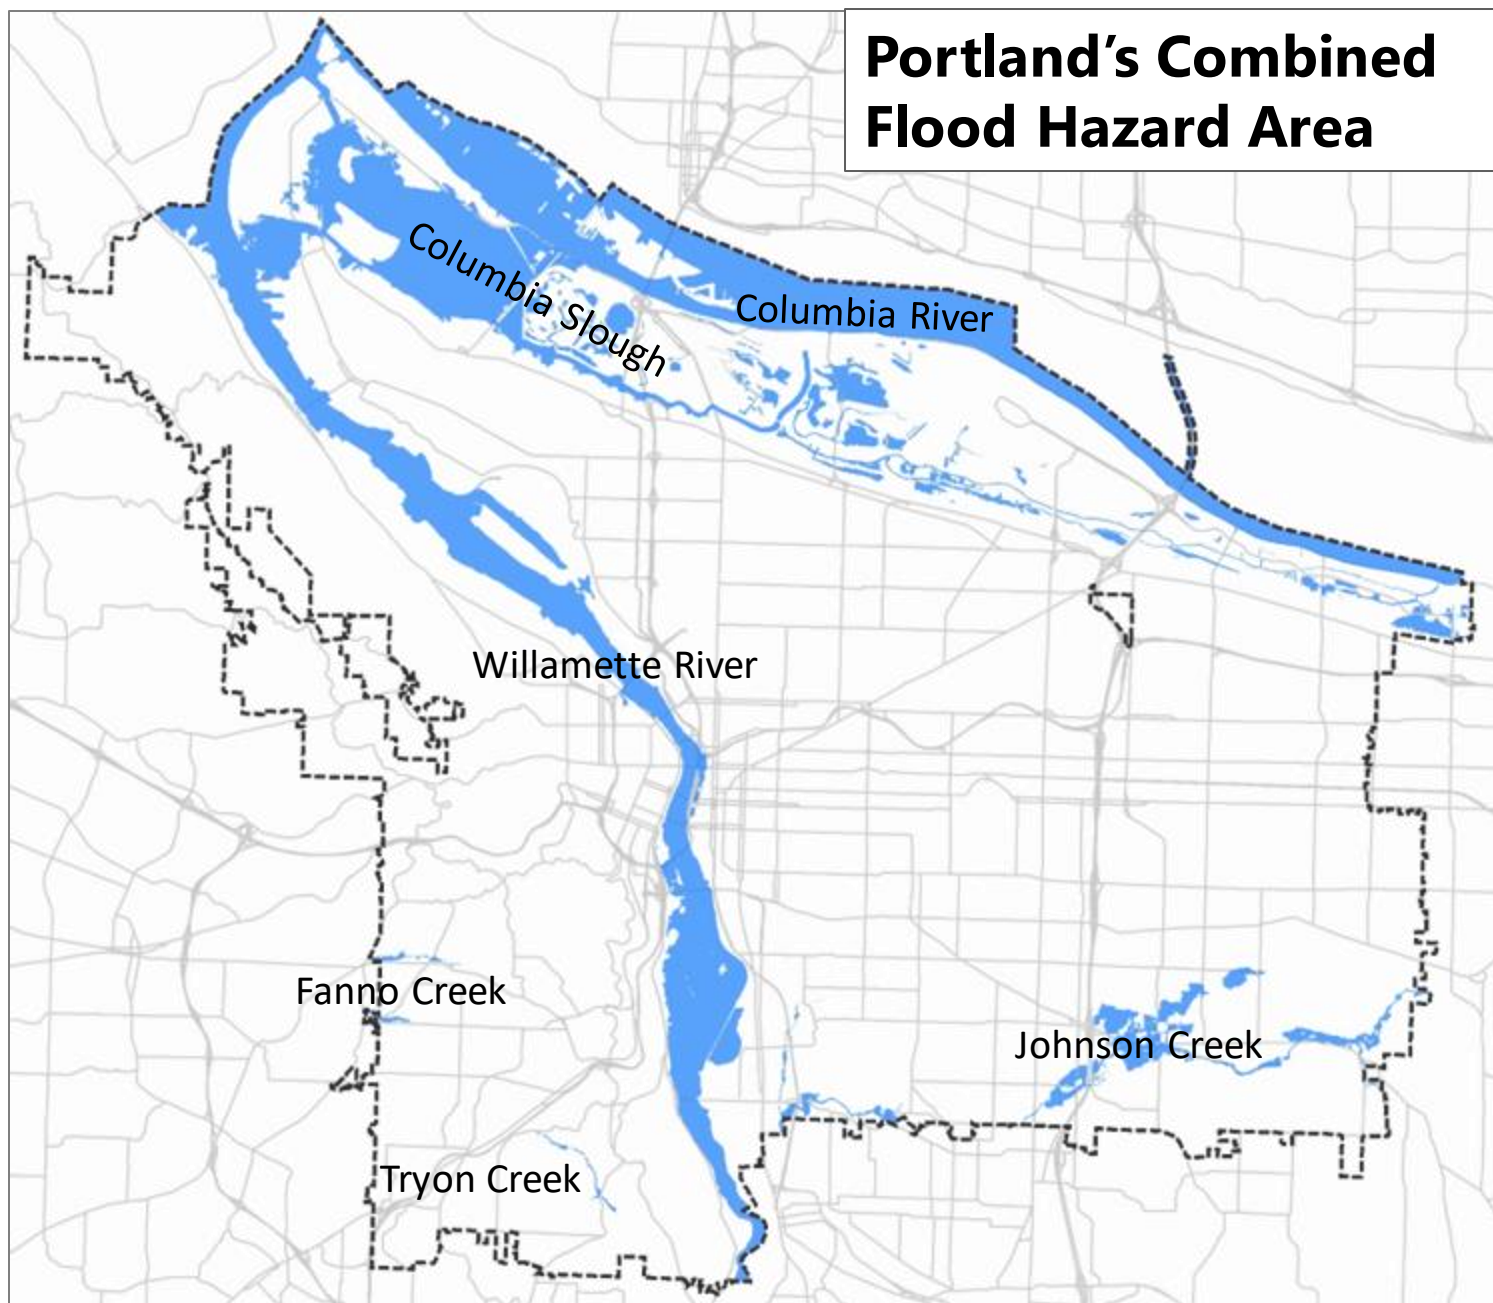 Portland’s Combined
Flood Hazard Area
Columbia Slough
Columbia River
Willamette River
Fanno Creek
Johnson Creek
Tryon Creek